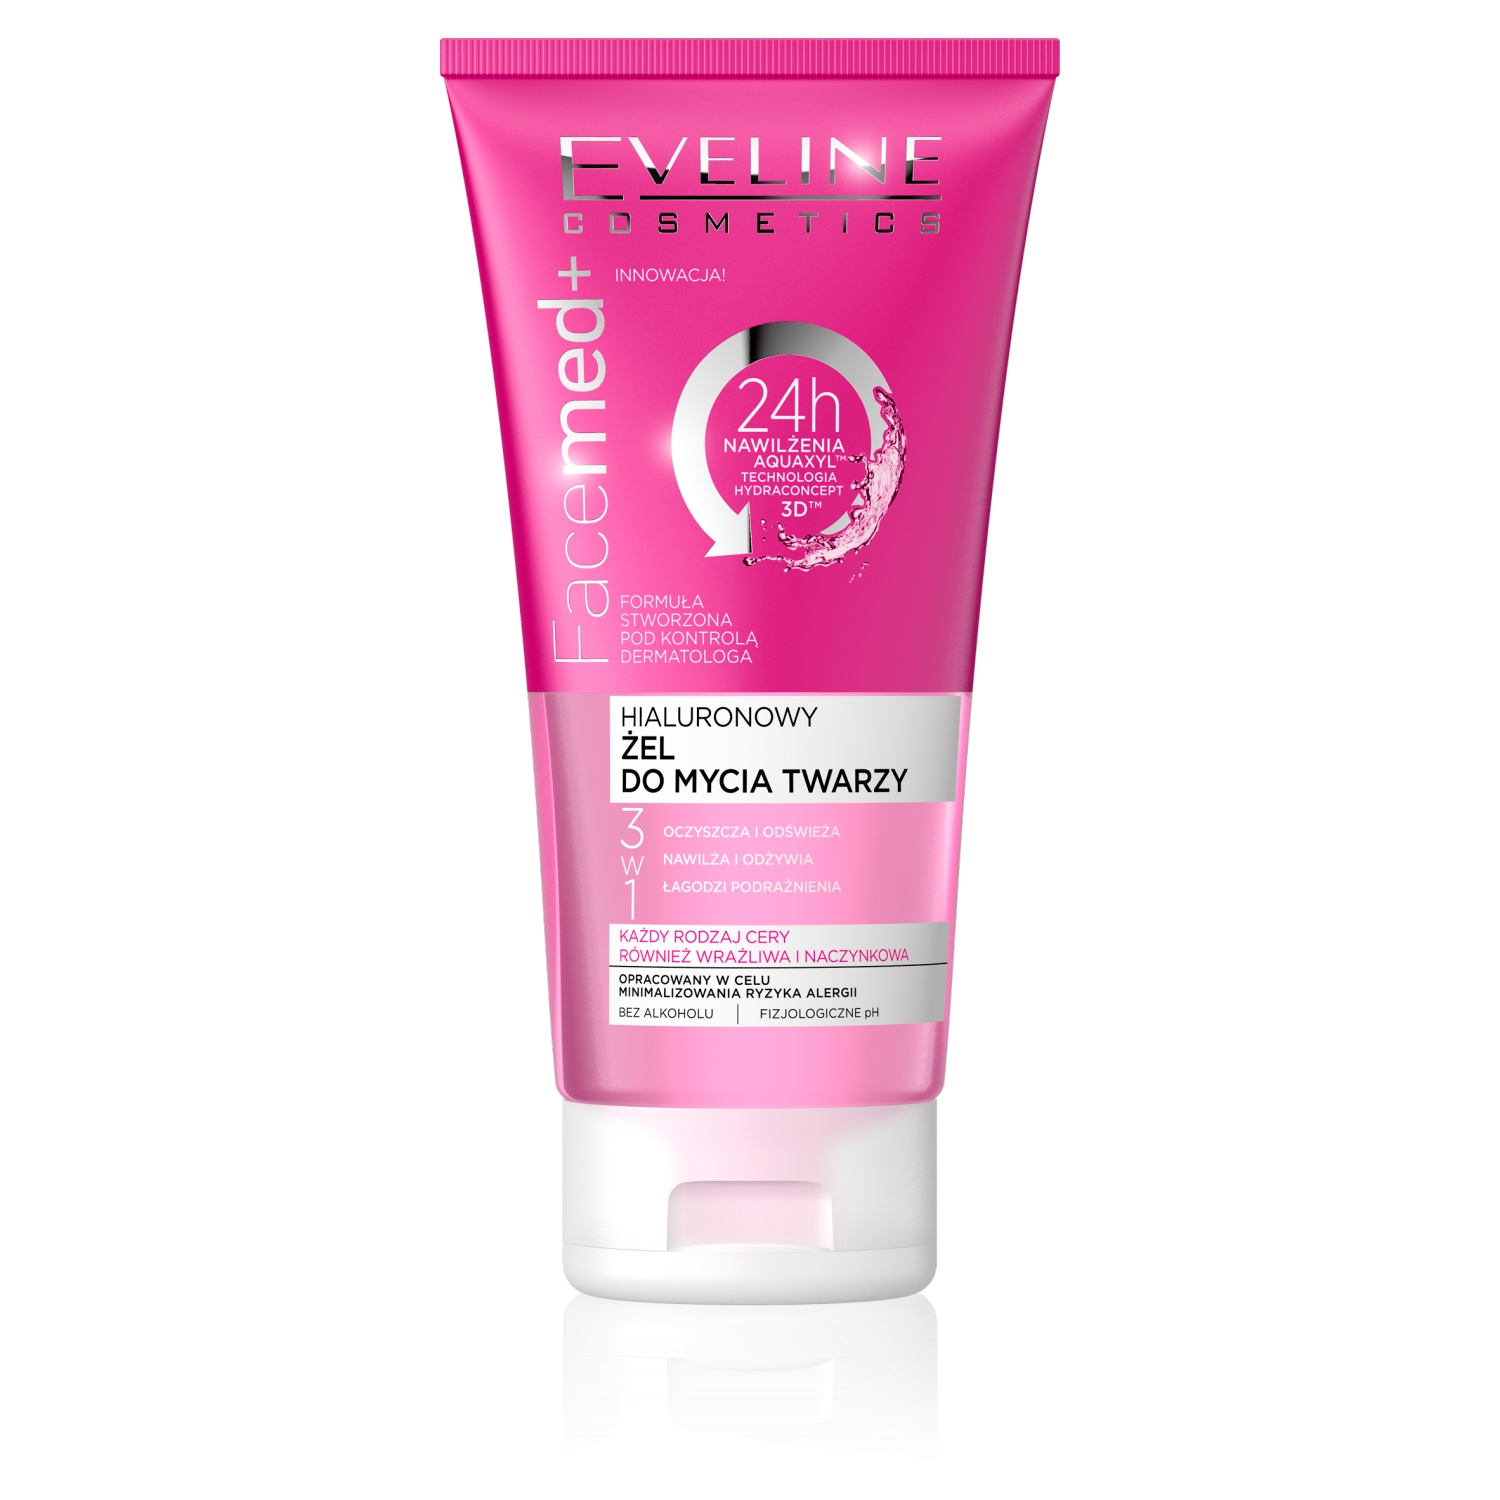 EVELINE
COSMETICS
Facemed+
INNOWACJA!
24h
NAWILŻENIA
AQUAXYL™
TECHNOLOGIA
HYDRACONCEPT
3D™
FORMUŁA
STWORZONA
POD KONTROLĄ
DERMATOLOGA
HIALURONOWY
ŻEL
DO MYCIA TWARZY
3 w 1
OCZYSZCZA I ODŚWIEŻA
NAWILŻA I ODŻYWIA
ŁAGODZI PODRAŻNIENIA
KAŻDY RODZAJ CERY
RÓWNIEŻ WRAŻLIWA I NACZYNKOWA
OPRACOWANY W CELU
MINIMALIZOWANIA RYZYKA ALERGII
BEZ ALKOHOLU | FIZJOLOGICZNE pH